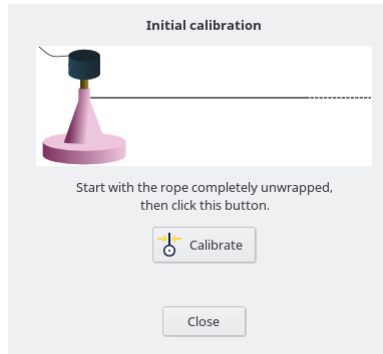 Initial calibration
Start with the rope completely unwrapped,
then click this button.
Calibrate
Close